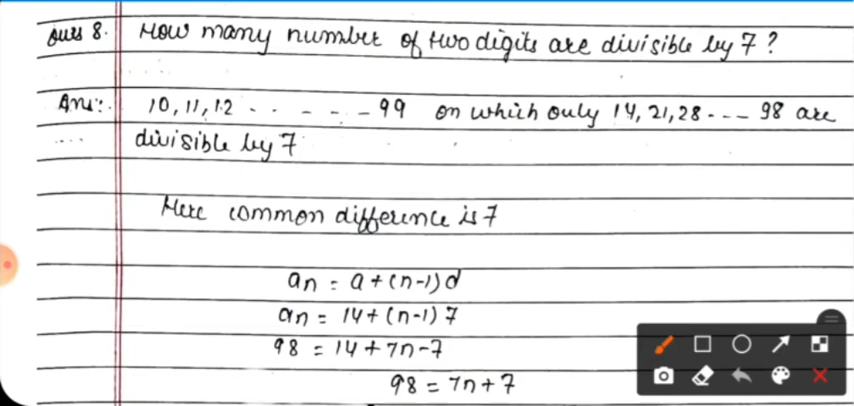 Ques 8. How many number of two digits are divisible by 7 ?
Ans:. 10, 11, 12 - - - - - - 99 on which only 14, 21, 28 - - - 98 are
divisible by 7
Here common difference is 7
an = a + (n-1) d
an = 14 + (n-1) 7
98 = 14 + 7n - 7
98 = 7n + 7